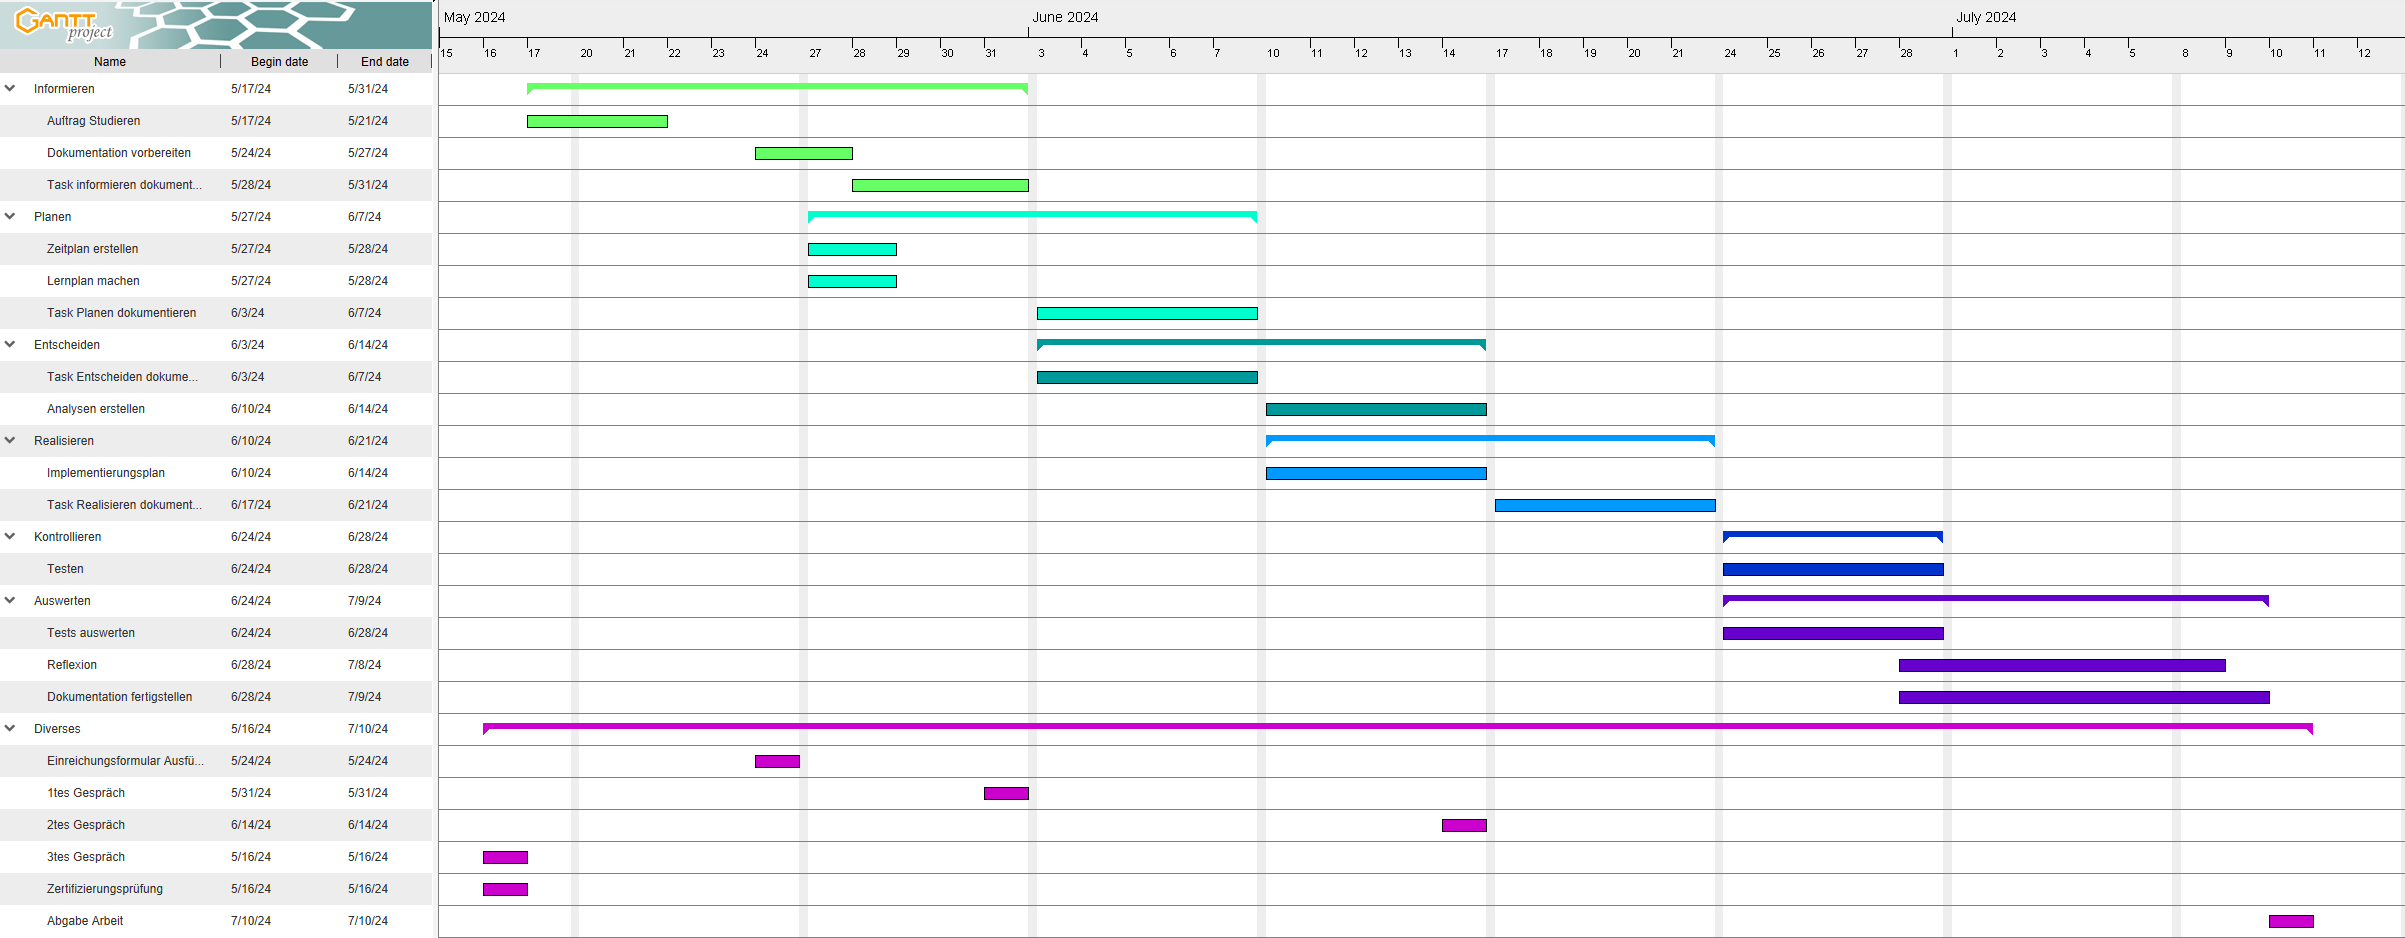 GANTT
project
May 2024 June 2024 July 2024
15 16 17 20 21 22 23 24 27 28 29 30 31 3 4 5 6 7 10 11 12 13 14 17 18 19 20 21 24 25 26 27 28 1 2 3 4 5 8 9 10 11 12
Name Begin date End date
Informieren 5/17/24 5/31/24
Auftrag Studieren 5/17/24 5/21/24
Dokumentation vorbereiten 5/24/24 5/27/24
Task informieren dokument... 5/28/24 5/31/24
Planen 5/27/24 6/7/24
Zeitplan erstellen 5/27/24 5/28/24
Lernplan machen 5/27/24 5/28/24
Task Planen dokumentieren 6/3/24 6/7/24
Entscheiden 6/3/24 6/14/24
Task Entscheiden dokume... 6/3/24 6/7/24
Analysen erstellen 6/10/24 6/14/24
Realisieren 6/10/24 6/21/24
Implementierungsplan 6/10/24 6/14/24
Task Realisieren dokument... 6/17/24 6/21/24
Kontrollieren 6/24/24 6/28/24
Testen 6/24/24 6/28/24
Auswerten 6/24/24 7/9/24
Tests auswerten 6/24/24 6/28/24
Reflexion 6/28/24 7/8/24
Dokumentation fertigstellen 6/28/24 7/9/24
Diverses 5/16/24 7/10/24
Einreichungsformular Ausfü... 5/24/24 5/24/24
1tes Gespräch 5/31/24 5/31/24
2tes Gespräch 6/14/24 6/14/24
3tes Gespräch 5/16/24 5/16/24
Zertifizierungsprüfung 5/16/24 5/16/24
Abgabe Arbeit 7/10/24 7/10/24